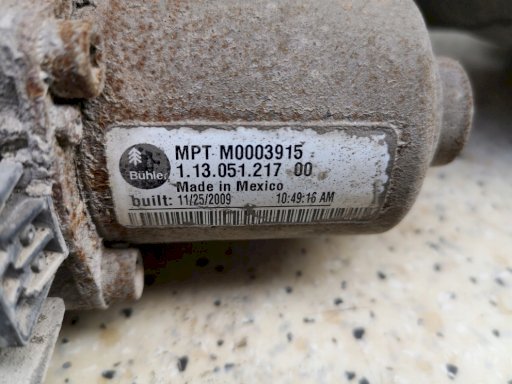 Bühler
MPT M0003915
1.13.051.217 00
Made in Mexico
built: 11/25/2009 10:49:16 AM